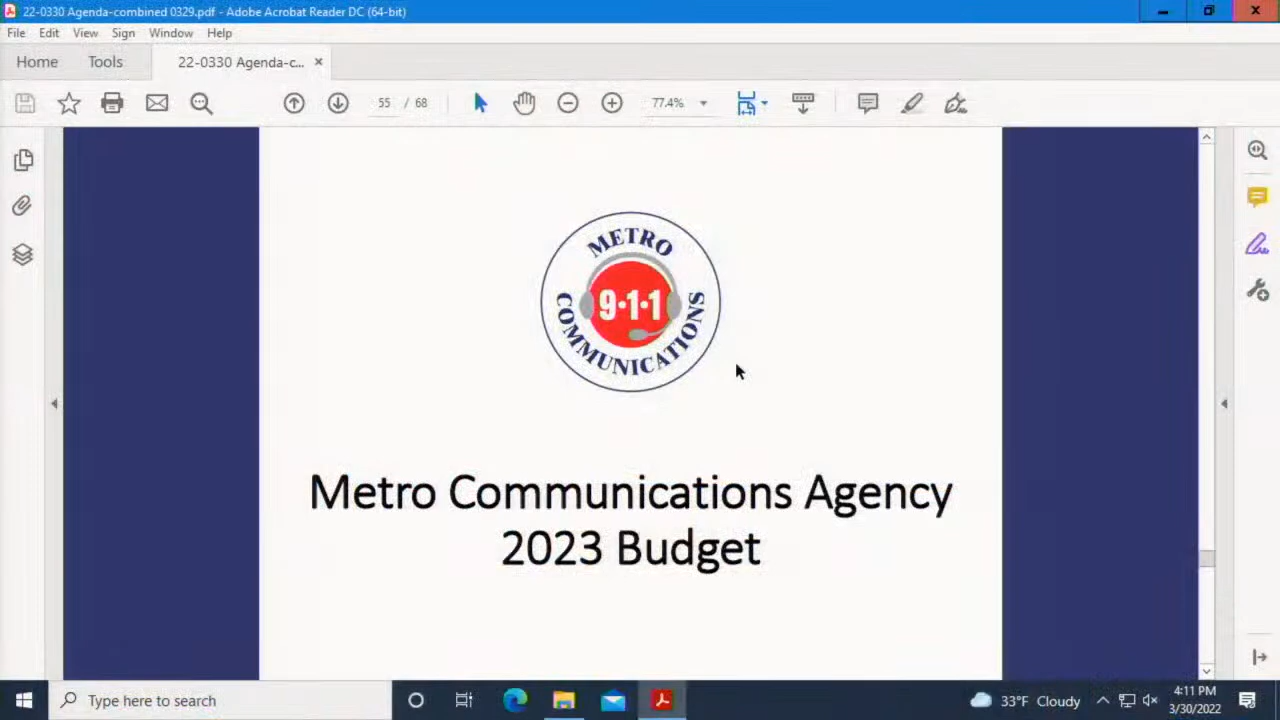 22-0330 Agenda-combined 0329.pdf - Adobe Acrobat Reader DC (64-bit)
File Edit View Sign Window Help
Home Tools 22-0330 Agenda-c... ×
55 / 68 77.4%
METRO
9·1·1
COMMUNICATIONS
Metro Communications Agency
2023 Budget
Type here to search
33°F Cloudy
4:11 PM
3/30/2022